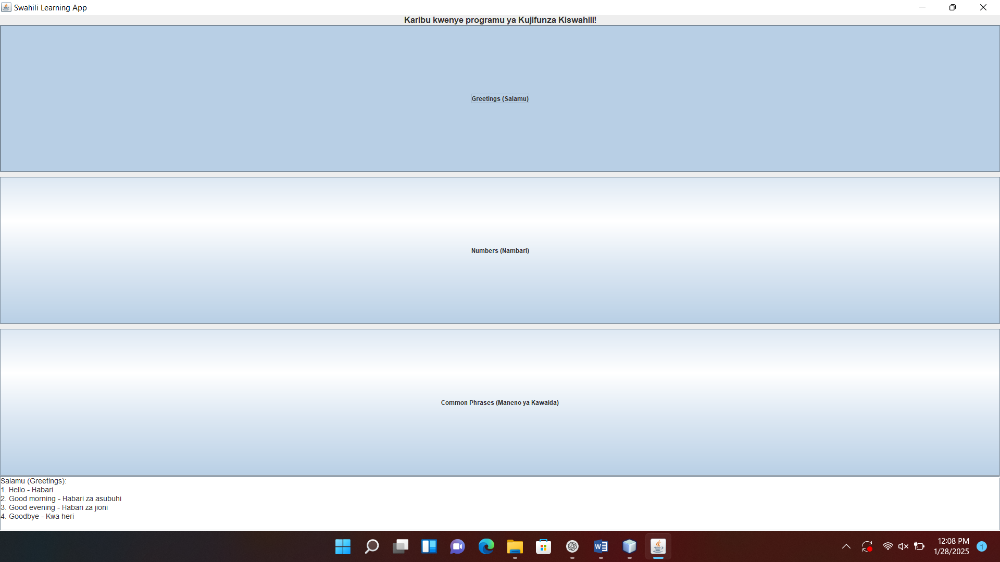 Swahili Learning App
Karibu kwenye programu ya Kujifunza Kiswahili!
Greetings (Salamu)
Numbers (Nambari)
Common Phrases (Maneno ya Kawaida)
Salamu (Greetings):
1. Hello - Habari
2. Good morning - Habari za asubuhi
3. Good evening - Habari za jioni
4. Goodbye - Kwa heri
W
12:08 PM
1/28/2025
1